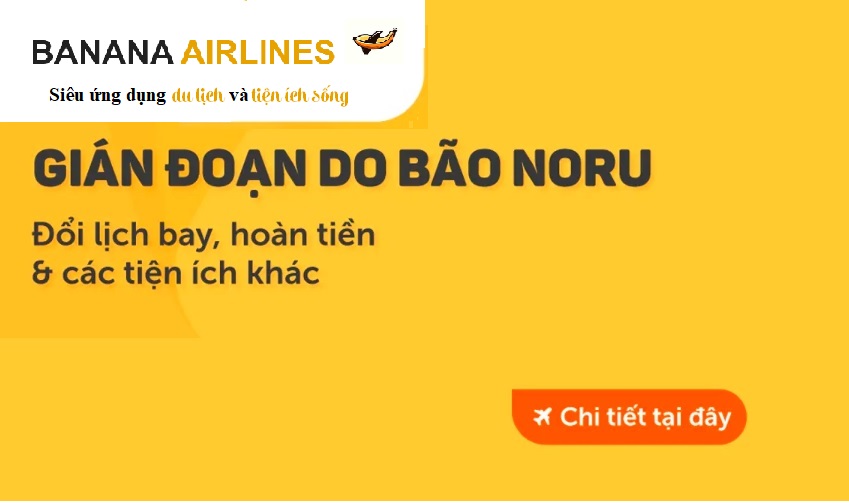 BANANA AIRLINES
Siêu ứng dụng du lịch và tiện ích sống
GIÁN ĐOẠN DO BÃO NORU
Đổi lịch bay, hoàn tiền
& các tiện ích khác
Chi tiết tại đây